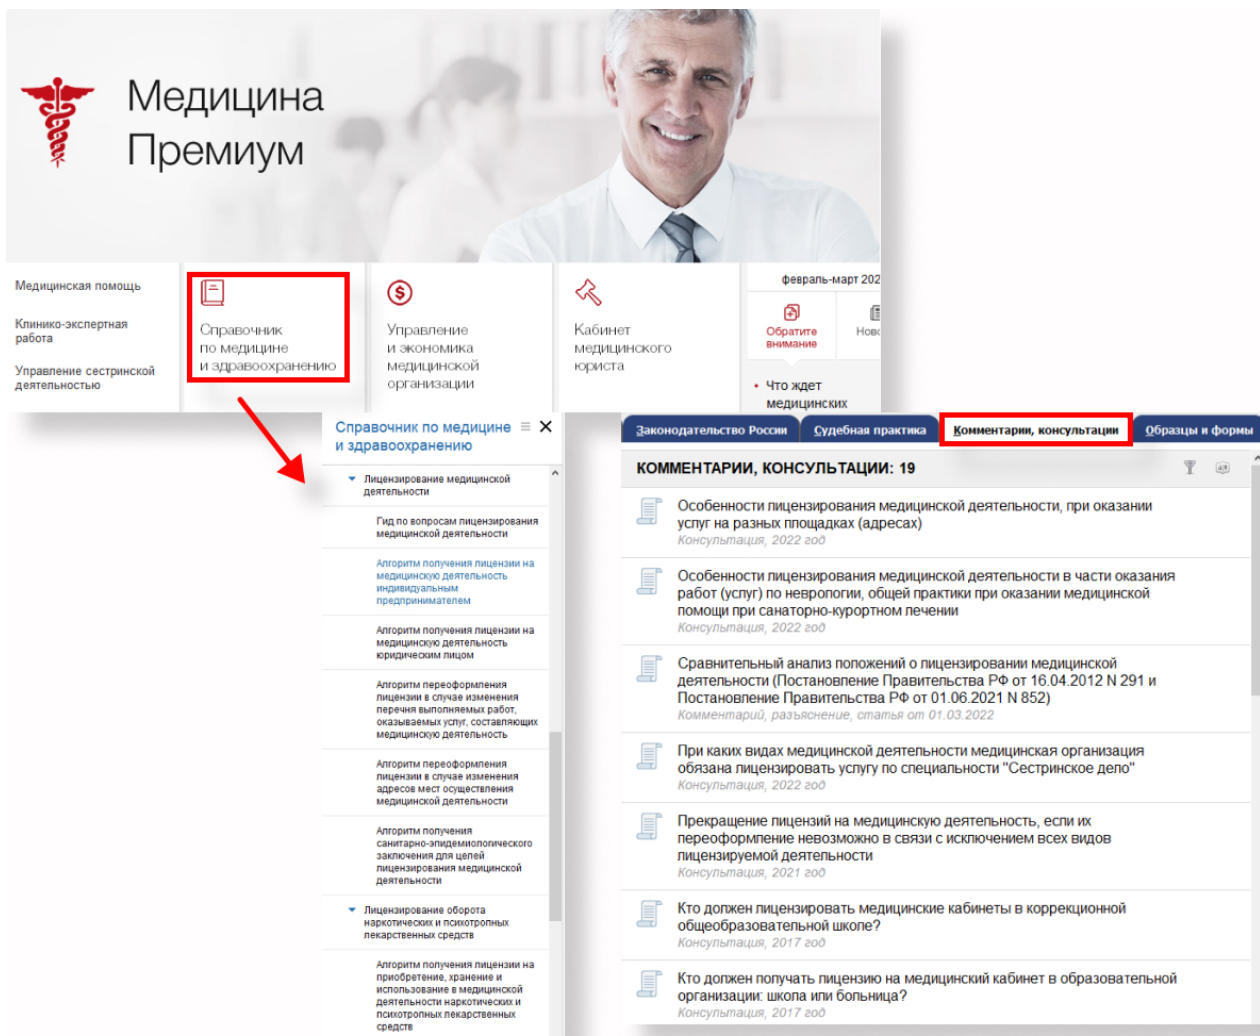 Медицина
Премиум
Медицинская помощь
Клинико-экспертная
работа
Управление сестринской
деятельностью
Справочник
по медицине
и здравоохранению
Управление
и экономика
медицинской
организации
Кабинет
медицинского
юриста
февраль-март 202
Обратите
внимание
Ново
• Что ждет
медицинских
Справочник по медицине
и здравоохранению
Лицензирование медицинской
деятельности
Гид по вопросам лицензирования
медицинской деятельности
Алгоритм получения лицензии на
медицинскую деятельность
индивидуальным
предпринимателем
Алгоритм получения лицензии на
медицинскую деятельность
юридическим лицом
Алгоритм переоформления
лицензии в случае изменения
перечня выполняемых работ,
оказываемых услуг, составляющих
медицинскую деятельность
Алгоритм переоформления
лицензии в случае изменения
адресов мест осуществления
медицинской деятельности
Алгоритм получения
санитарно-эпидемиологического
заключения для целей
лицензирования медицинской
деятельности
Лицензирование оборота
наркотических и психотропных
лекарственных средств
Алгоритм получения лицензии на
приобретение, хранение и
использование в медицинской
деятельности наркотических и
психотропных лекарственных
средств
Законодательство России
Судебная практика
Комментарии, консультации
Образцы и формы
КОММЕНТАРИИ, КОНСУЛЬТАЦИИ: 19
Особенности лицензирования медицинской деятельности, при оказании
услуг на разных площадках (адресах)
Консультация, 2022 год
Особенности лицензирования медицинской деятельности в части оказания
работ (услуг) по неврологии, общей практики при оказании медицинской
помощи при санаторно-курортном лечении
Консультация, 2022 год
Сравнительный анализ положений о лицензировании медицинской
деятельности (Постановление Правительства РФ от 16.04.2012 N 291 и
Постановление Правительства РФ от 01.06.2021 N 852)
Комментарий, разъяснение, статья от 01.03.2022
При каких видах медицинской деятельности медицинская организация
обязана лицензировать услугу по специальности "Сестринское дело"
Консультация, 2022 год
Прекращение лицензий на медицинскую деятельность, если их
переоформление невозможно в связи с исключением всех видов
лицензируемой деятельности
Консультация, 2021 год
Кто должен лицензировать медицинские кабинеты в коррекционной
общеобразовательной школе?
Консультация, 2017 год
Кто должен получать лицензию на медицинский кабинет в образовательной
организации: школа или больница?
Консультация, 2017 год